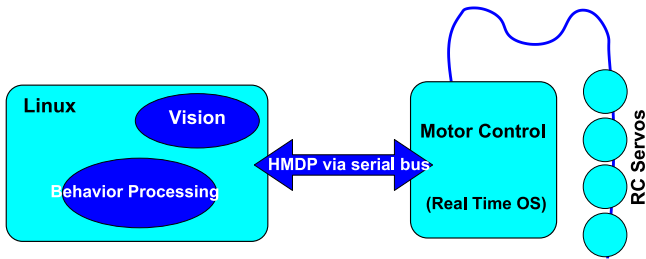 Linux
Vision
Behavior Processing
HMDP via serial bus
Motor Control
(Real Time OS)
RC Servos